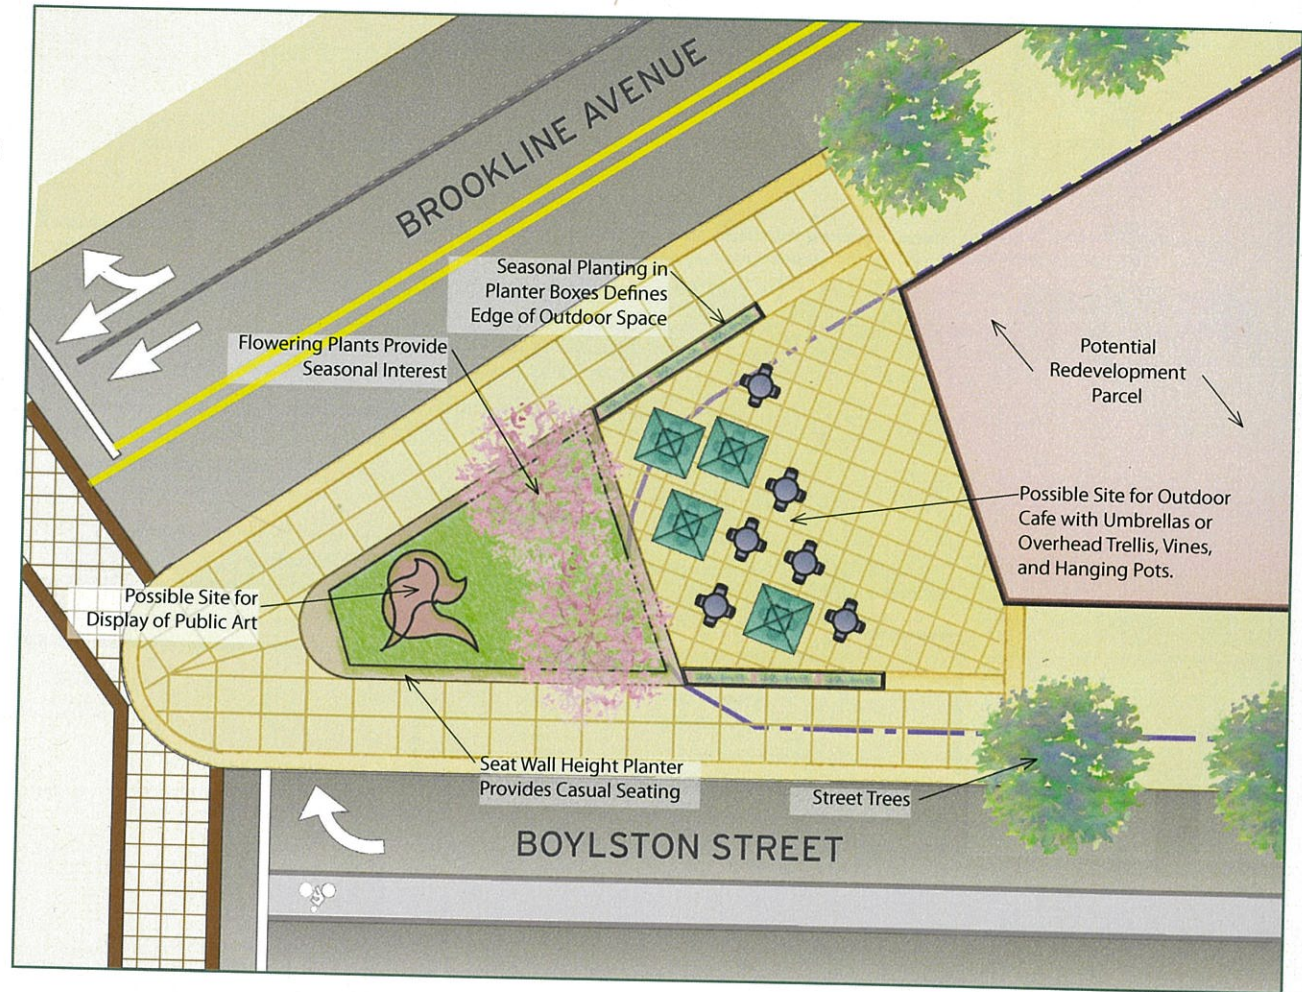 BROOKLINE AVENUE
Seasonal Planting in
Planter Boxes Defines
Edge of Outdoor Space
Flowering Plants Provide
Seasonal Interest
Potential
Redevelopment
Parcel
Possible Site for Outdoor
Cafe with Umbrellas or
Overhead Trellis, Vines,
and Hanging Pots.
Possible Site for
Display of Public Art
Seat Wall Height Planter
Provides Casual Seating
Street Trees
BOYLSTON STREET